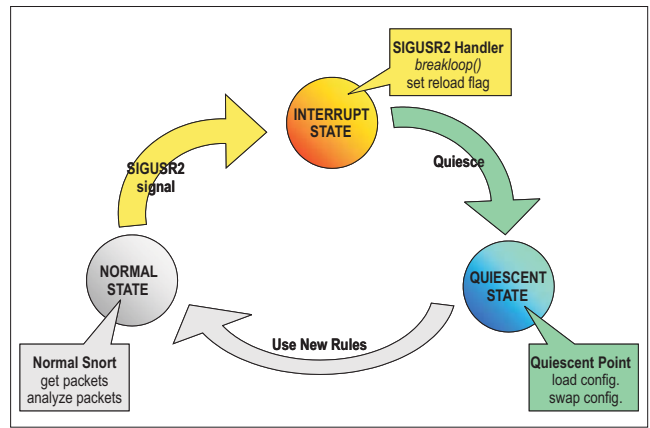 SIGUSR2 Handler
breakloop()
set reload flag
INTERRUPT
STATE
SIGUSR2
signal
Quiesce
NORMAL
STATE
QUIESCENT
STATE
Use New Rules
Normal Snort
get packets
analyze packets
Quiescent Point
load config.
swap config.